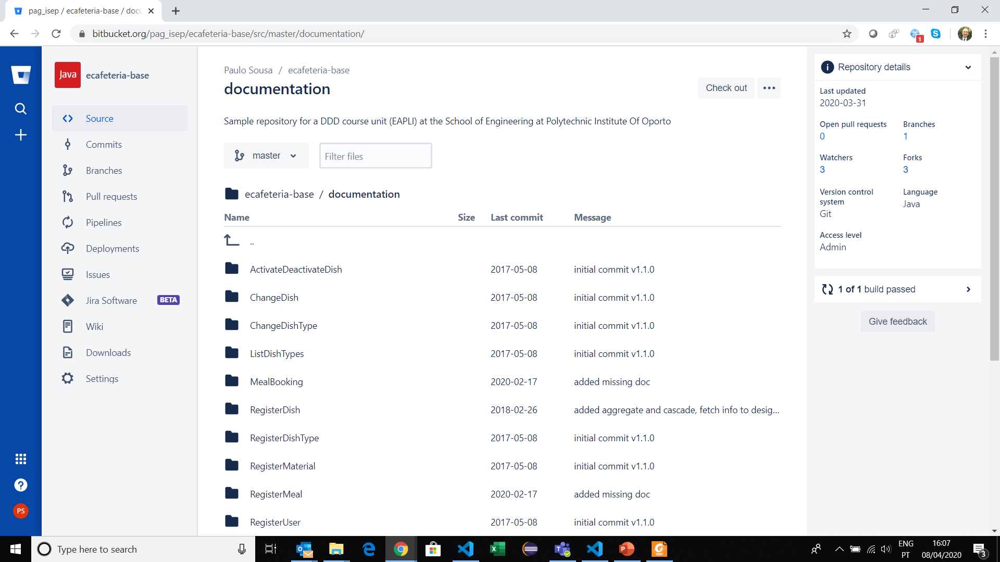 pag_isep / ecafeteria-base / docu
bitbucket.org/pag_isep/ecafeteria-base/src/master/documentation/
1
Java
ecafeteria-base
Source
Commits
Branches
Pull requests
Pipelines
Deployments
Issues
Jira Software BETA
Wiki
Downloads
Settings
PS
Paulo Sousa / ecafeteria-base
documentation
Check out
Sample repository for a DDD course unit (EAPLI) at the School of Engineering at Polytechnic Institute Of Oporto
master
Filter files
ecafeteria-base / documentation
Name Size Last commit Message
..
ActivateDeactivateDish 2017-05-08 initial commit v1.1.0
ChangeDish 2017-05-08 initial commit v1.1.0
ChangeDishType 2017-05-08 initial commit v1.1.0
ListDishTypes 2017-05-08 initial commit v1.1.0
MealBooking 2020-02-17 added missing doc
RegisterDish 2018-02-26 added aggregate and cascade, fetch info to desig...
RegisterDishType 2017-05-08 initial commit v1.1.0
RegisterMaterial 2017-05-08 initial commit v1.1.0
RegisterMeal 2020-02-17 added missing doc
RegisterUser 2017-05-08 initial commit v1.1.0
Repository details
Last updated
2020-03-31
Open pull requests Branches
0 1
Watchers Forks
3 3
Version control system
Git
Language
Java
Access level
Admin
1 of 1 build passed
Give feedback
Type here to search
ENG
PT
16:07
08/04/2020
3